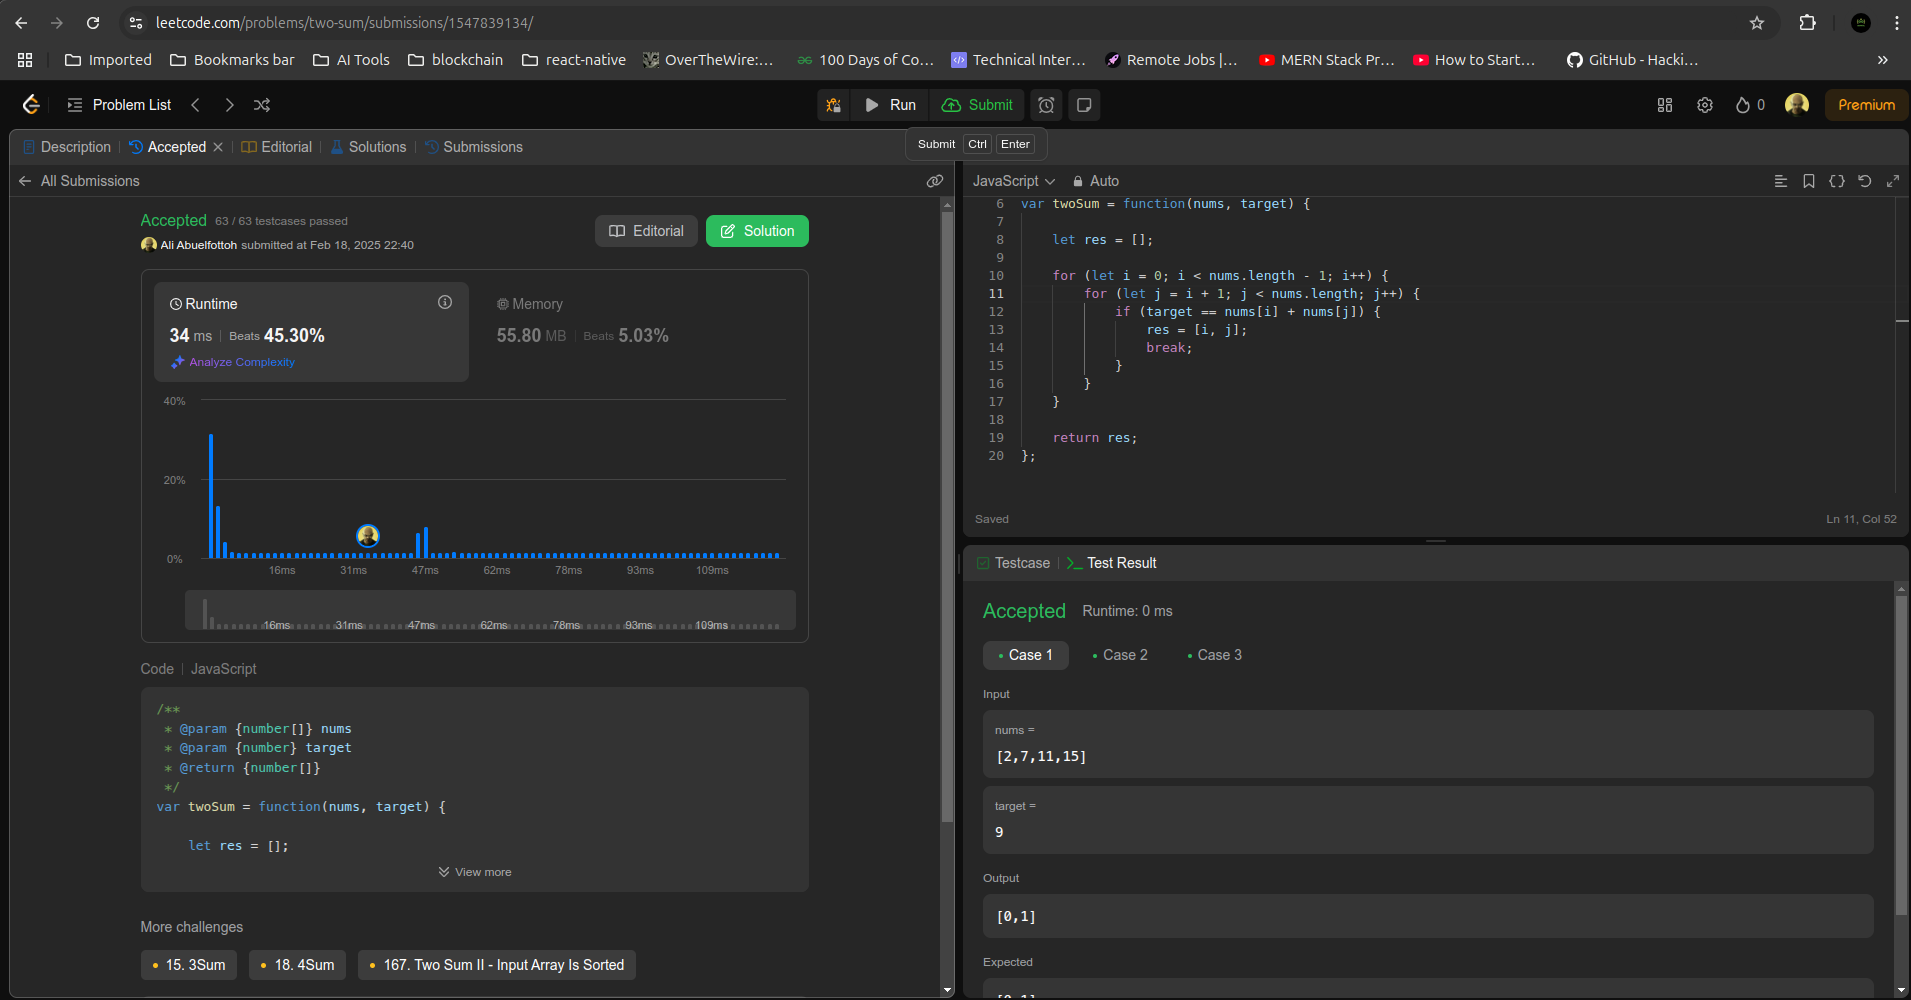 leetcode.com/problems/two-sum/submissions/1547839134/
Imported Bookmarks bar AI Tools blockchain react-native OverTheWire:... 100 Days of Co... Technical Inter... Remote Jobs |... MERN Stack Pr... How to Start... GitHub - Hacki... »
Problem List Run Submit 0 Premium
Description | Accepted | Editorial | Solutions | Submissions
Submit Ctrl Enter
All Submissions
Accepted 63 / 63 testcases passed
Ali Abuelfottoh submitted at Feb 18, 2025 22:40
Editorial Solution
Runtime
34 ms | Beats 45.30%
Analyze Complexity
Memory
55.80 MB | Beats 5.03%
40%
20%
0%
16ms 31ms 47ms 62ms 78ms 93ms 109ms
16ms 31ms 47ms 62ms 78ms 93ms 109ms
Code | JavaScript
/**
* @param {number[]} nums
* @param {number} target
* @return {number[]}
*/
var twoSum = function(nums, target) {
let res = [];
View more
More challenges
15. 3Sum 18. 4Sum 167. Two Sum II - Input Array Is Sorted
JavaScript Auto
6 var twoSum = function(nums, target) {
7
8 let res = [];
9
10 for (let i = 0; i < nums.length - 1; i++) {
11 for (let j = i + 1; j < nums.length; j++) {
12 if (target == nums[i] + nums[j]) {
13 res = [i, j];
14 break;
15 }
16 }
17 }
18
19 return res;
20 };
Saved Ln 11, Col 52
Testcase | Test Result
Accepted Runtime: 0 ms
Case 1 Case 2 Case 3
Input
nums =
[2,7,11,15]
target =
9
Output
[0,1]
Expected
[0,1]